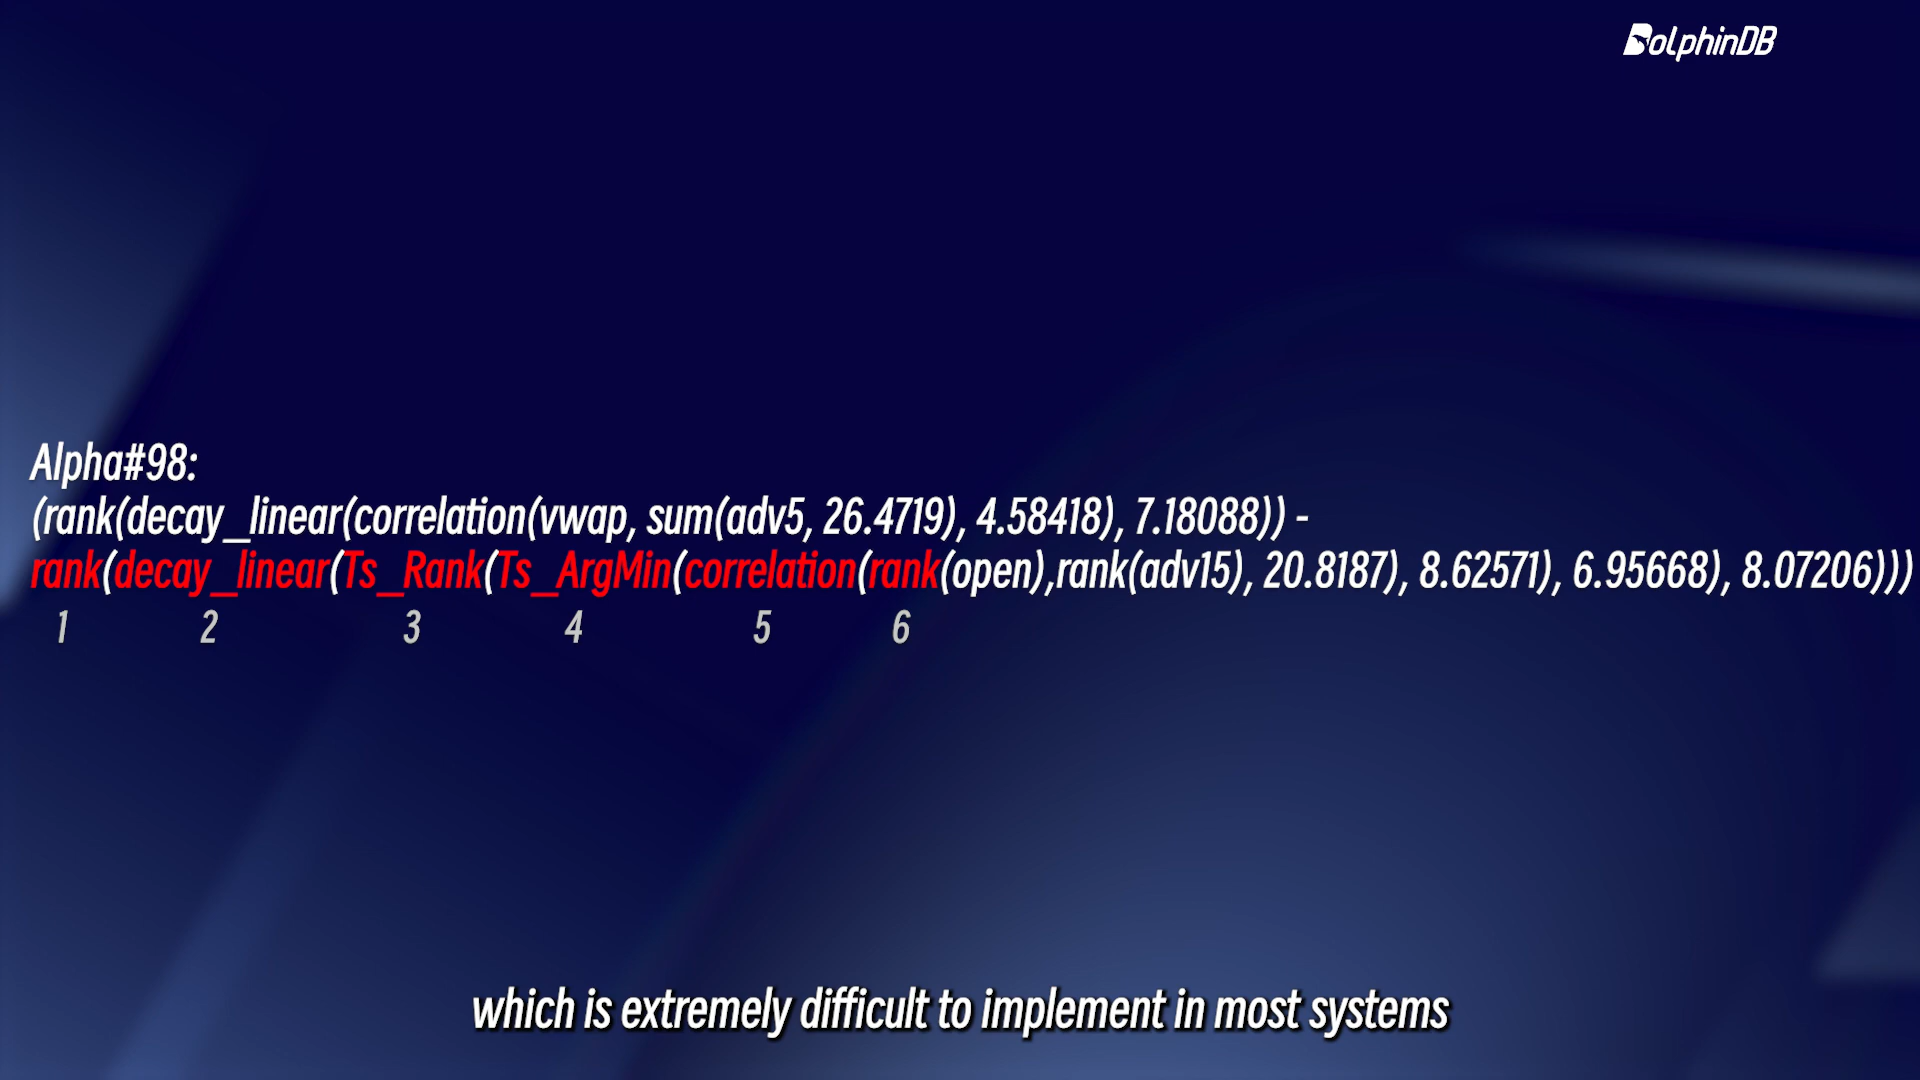 DolphinDB
Alpha#98:
(rank(decay_linear(correlation(vwap, sum(adv5, 26.4719), 4.58418), 7.18088)) -
rank(decay_linear(Ts_Rank(Ts_ArgMin(correlation(rank(open),rank(adv15), 20.8187), 8.62571), 6.95668), 8.07206)))
1 2 3 4 5 6
which is extremely difficult to implement in most systems